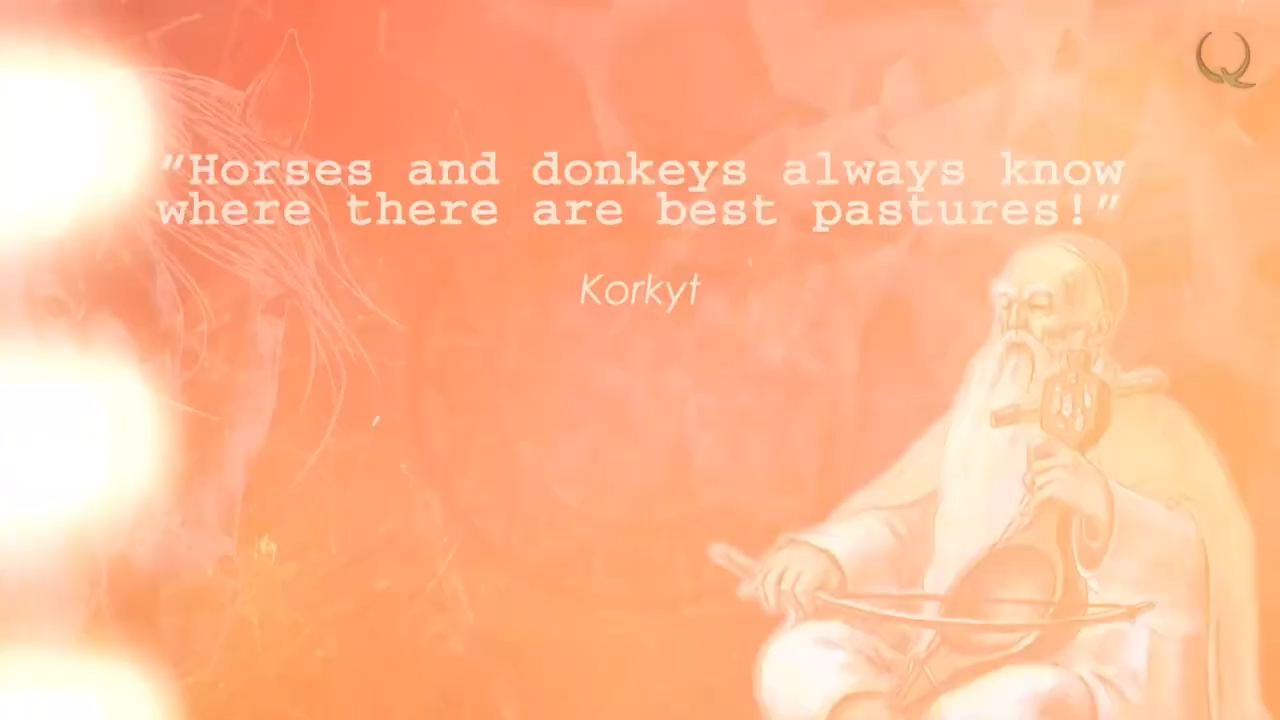 “Horses and donkeys always know
where there are best pastures!”
Korkyt